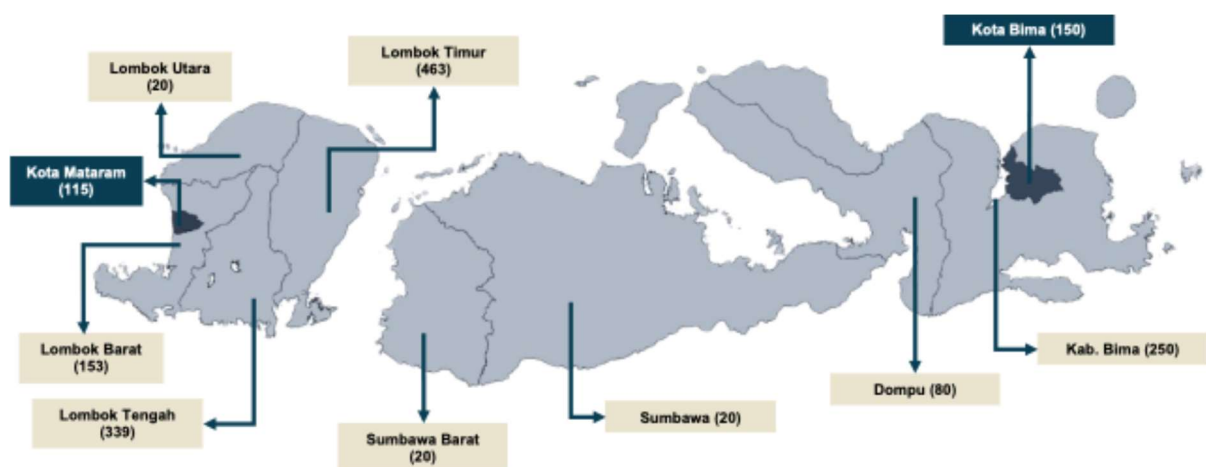 Kota Bima (150)
Lombok Timur
(463)
Lombok Utara
(20)
Kota Mataram
(115)
Lombok Barat
(153)
Kab. Bima (250)
Dompu (80)
Lombok Tengah
(339)
Sumbawa (20)
Sumbawa Barat
(20)